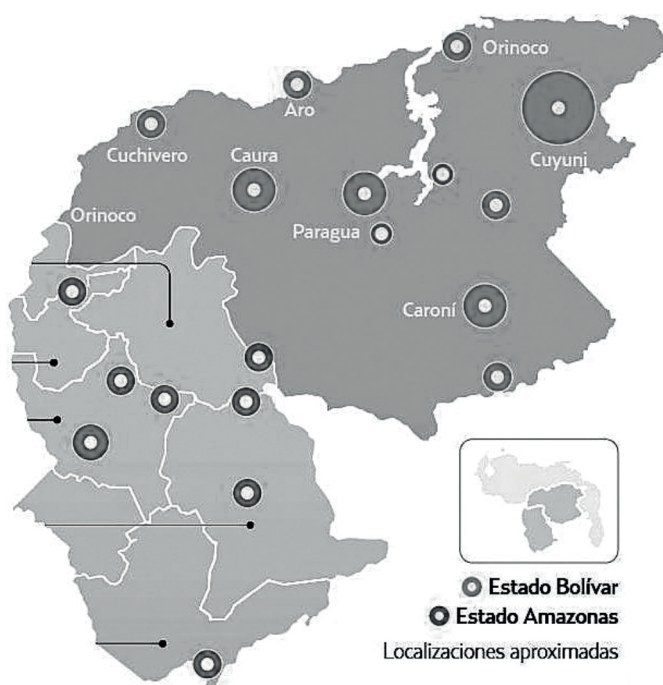 Orinoco
Aro
Cuyuni
Cuchivero
Caura
Orinoco
Paragua
Caroní
Estado Bolívar
Estado Amazonas
Localizaciones aproximadas